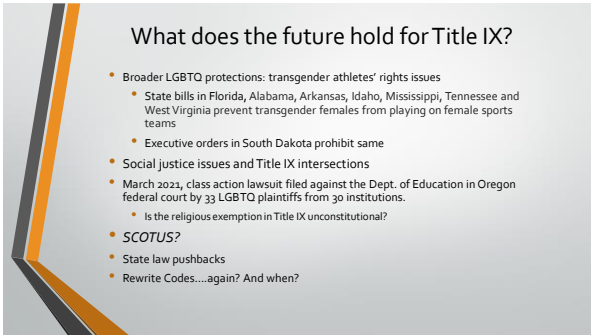 What does the future hold for Title IX?
Broader LGBTQ protections: transgender athletes' rights issues
State bills in Florida, Alabama, Arkansas, Idaho, Mississippi, Tennessee and
West Virginia prevent transgender females from playing on female sports
teams
Executive orders in South Dakota prohibit same
Social justice issues and Title IX intersections
March 2021, class action lawsuit filed against the Dept. of Education in Oregon
federal court by 33 LGBTQ plaintiffs from 30 institutions.
Is the religious exemption in Title IX unconstitutional?
SCOTUS?
State law pushbacks
Rewrite Codes....again? And when?